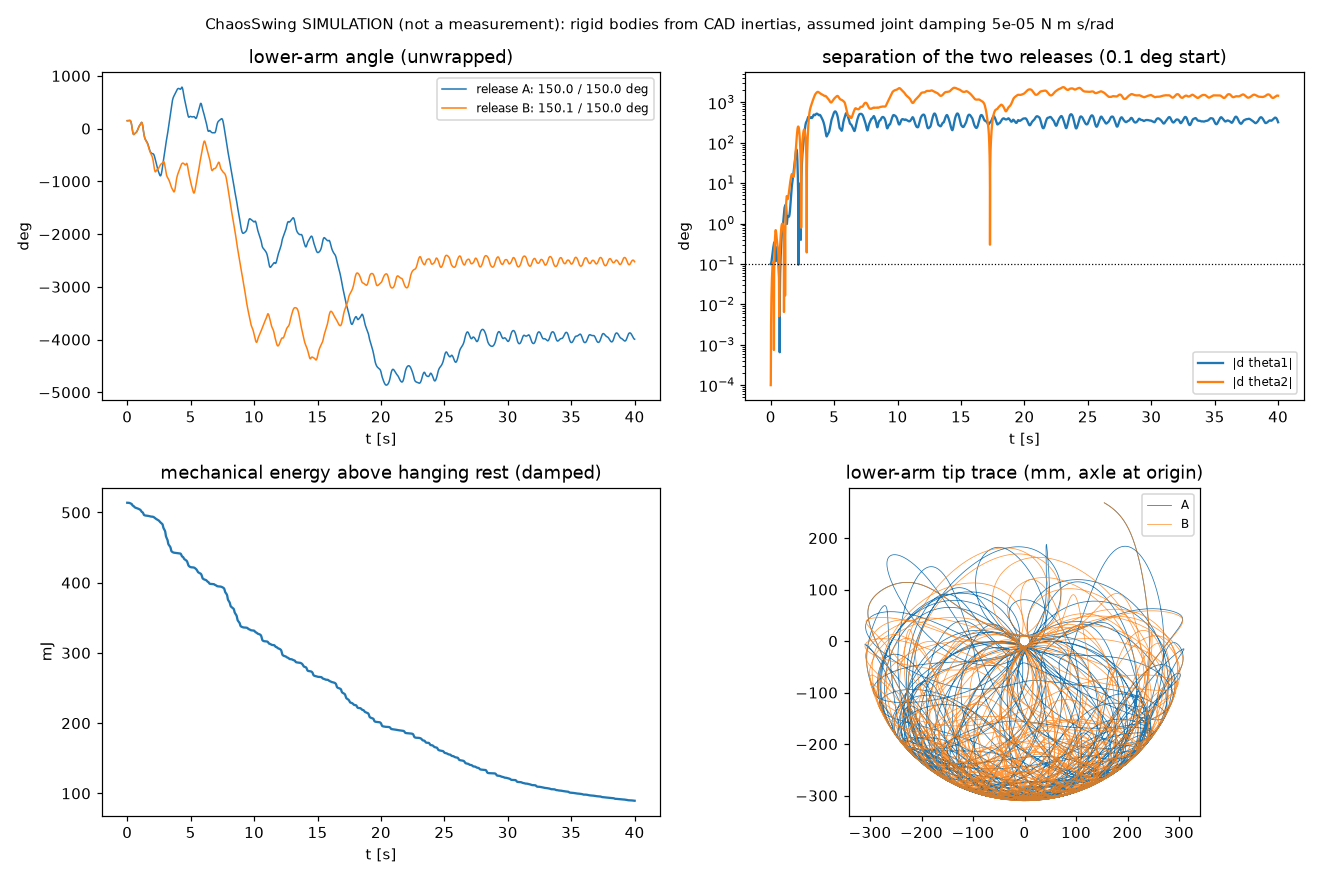 ChaosSwing SIMULATION (not a measurement): rigid bodies from CAD inertias, assumed joint damping 5e-05 N m s/rad
lower-arm angle (unwrapped)
1000
0
−1000
−2000
−3000
−4000
−5000
deg
release A: 150.0 / 150.0 deg
release B: 150.1 / 150.0 deg
0 5 10 15 20 25 30 35 40
t [s]
separation of the two releases (0.1 deg start)
10³
10²
10¹
10⁰
10⁻¹
10⁻²
10⁻³
10⁻⁴
deg
|d theta1|
|d theta2|
0 5 10 15 20 25 30 35 40
t [s]
mechanical energy above hanging rest (damped)
500
400
300
200
100
mJ
0 5 10 15 20 25 30 35 40
t [s]
lower-arm tip trace (mm, axle at origin)
A
B
200
100
0
−100
−200
−300
−300 −200 −100 0 100 200 300